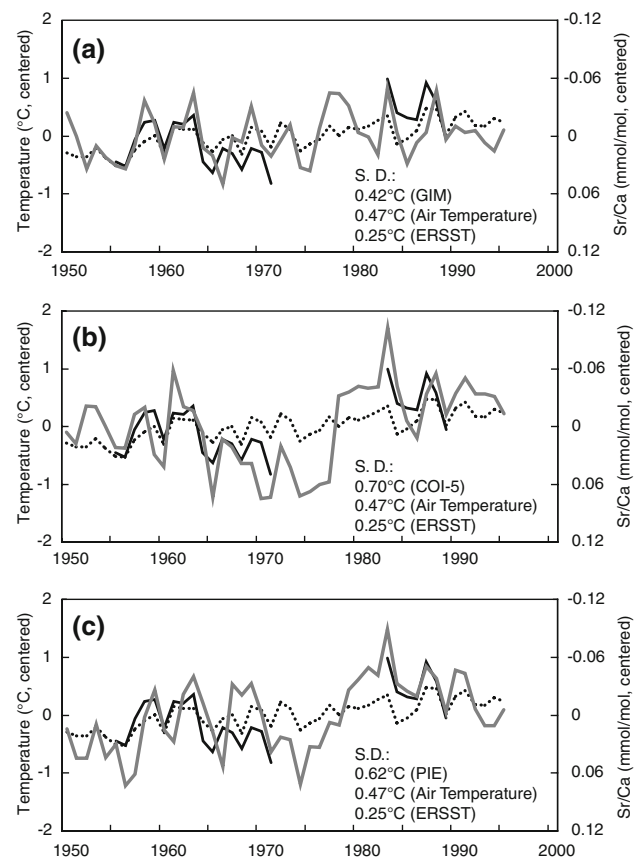 (a)
Temperature (°C, centered)
2
1
0
-1
-2
Sr/Ca (mmol/mol, centered)
-0.12
-0.06
0
0.06
0.12
S. D.:
0.42°C (GIM)
0.47°C (Air Temperature)
0.25°C (ERSST)
1950 1960 1970 1980 1990 2000
(b)
Temperature (°C, centered)
2
1
0
-1
-2
Sr/Ca (mmol/mol, centered)
-0.12
-0.06
0
0.06
0.12
S. D.:
0.70°C (COI-5)
0.47°C (Air Temperature)
0.25°C (ERSST)
1950 1960 1970 1980 1990
(c)
Temperature (°C, centered)
2
1
0
-1
-2
Sr/Ca (mmol/mol, centered)
-0.12
-0.06
0
0.06
0.12
S.D.:
0.62°C (PIE)
0.47°C (Air Temperature)
0.25°C (ERSST)
1950 1960 1970 1980 1990 2000